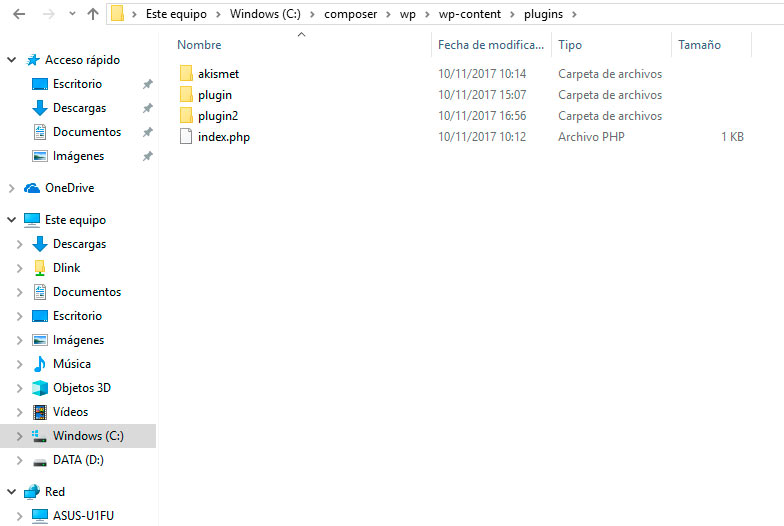 Este equipo > Windows (C:) > composer > wp > wp-content > plugins >
Nombre Fecha de modifica... Tipo Tamaño
akismet 10/11/2017 10:14 Carpeta de archivos
plugin 10/11/2017 15:07 Carpeta de archivos
plugin2 10/11/2017 16:56 Carpeta de archivos
index.php 10/11/2017 10:12 Archivo PHP 1 KB
Acceso rápido
Escritorio
Descargas
Documentos
Imágenes
OneDrive
Este equipo
Descargas
Dlink
Documentos
Escritorio
Imágenes
Música
Objetos 3D
Vídeos
Windows (C:)
DATA (D:)
Red
ASUS-U1FU